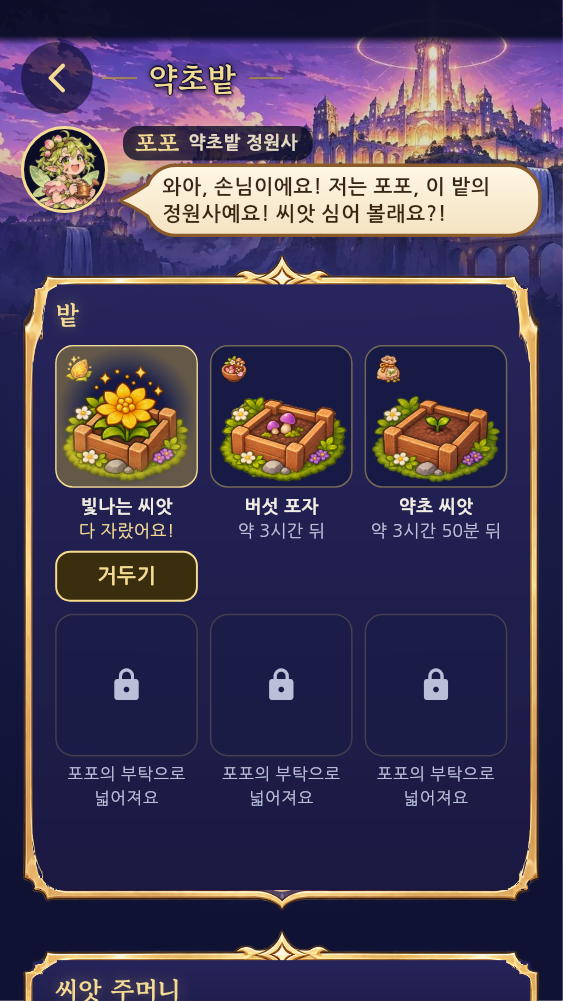 약초밭
포포 약초밭 정원사
와아, 손님이에요! 저는 포포, 이 밭의
정원사예요! 씨앗 심어 볼래요?!
밭
빛나는 씨앗
다 자랐어요!
버섯 포자
약 3시간 뒤
약초 씨앗
약 3시간 50분 뒤
거두기
포포의 부탁으로
넓어져요
포포의 부탁으로
넓어져요
포포의 부탁으로
넓어져요
씨앗 주머니